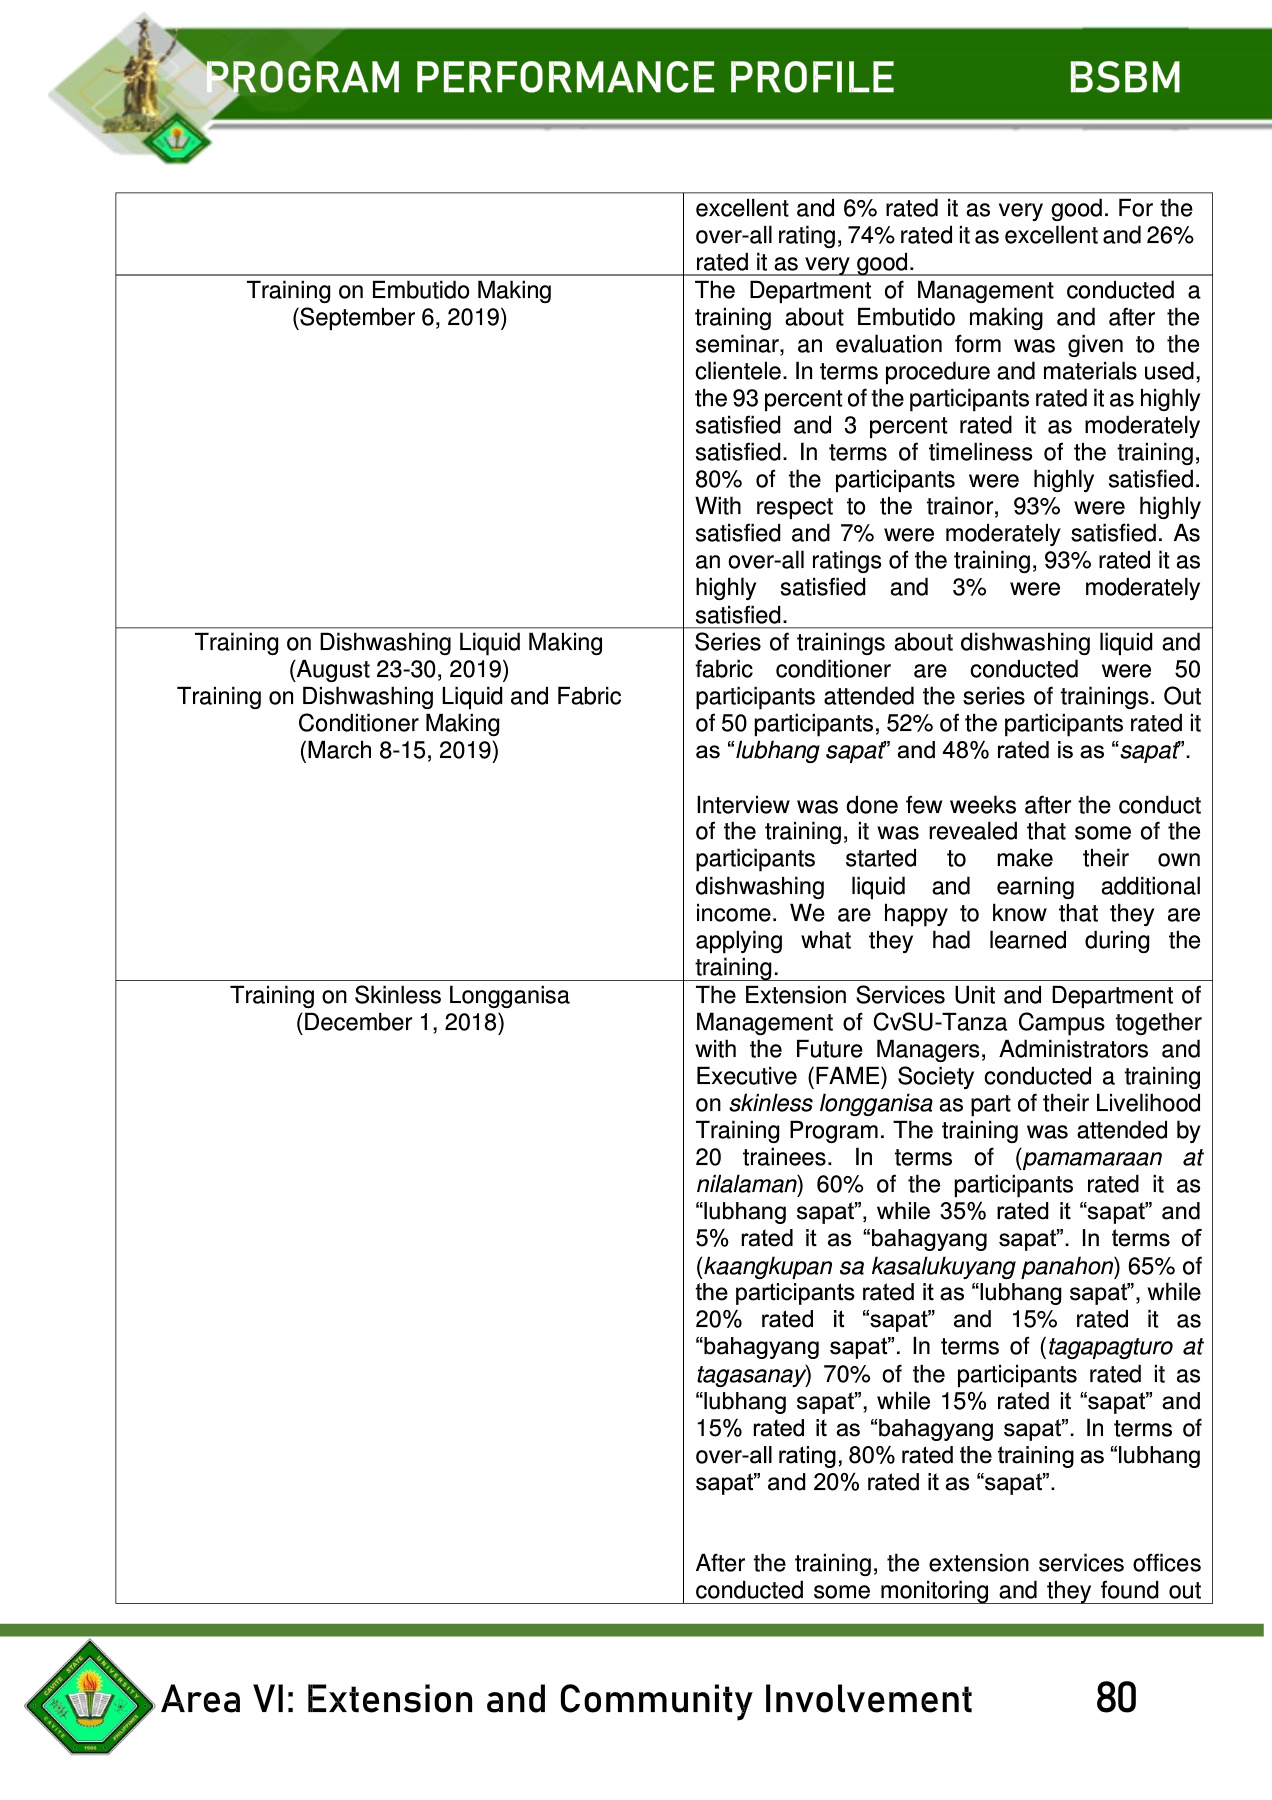 PROGRAM PERFORMANCE PROFILE BSBM
excellent and 6% rated it as very good. For the
over-all rating, 74% rated it as excellent and 26%
rated it as very good.
Training on Embutido Making
(September 6, 2019)
The Department of Management conducted a
training about Embutido making and after the
seminar, an evaluation form was given to the
clientele. In terms procedure and materials used,
the 93 percent of the participants rated it as highly
satisfied and 3 percent rated it as moderately
satisfied. In terms of timeliness of the training,
80% of the participants were highly satisfied.
With respect to the trainor, 93% were highly
satisfied and 7% were moderately satisfied. As
an over-all ratings of the training, 93% rated it as
highly satisfied and 3% were moderately
satisfied.
Training on Dishwashing Liquid Making
(August 23-30, 2019)
Training on Dishwashing Liquid and Fabric
Conditioner Making
(March 8-15, 2019)
Series of trainings about dishwashing liquid and
fabric conditioner are conducted were 50
participants attended the series of trainings. Out
of 50 participants, 52% of the participants rated it
as “lubhang sapat” and 48% rated is as “sapat”.
Interview was done few weeks after the conduct
of the training, it was revealed that some of the
participants started to make their own
dishwashing liquid and earning additional
income. We are happy to know that they are
applying what they had learned during the
training.
Training on Skinless Longganisa
(December 1, 2018)
The Extension Services Unit and Department of
Management of CvSU-Tanza Campus together
with the Future Managers, Administrators and
Executive (FAME) Society conducted a training
on skinless longganisa as part of their Livelihood
Training Program. The training was attended by
20 trainees. In terms of (pamamaraan at
nilalaman) 60% of the participants rated it as
“lubhang sapat”, while 35% rated it “sapat” and
5% rated it as “bahagyang sapat”. In terms of
(kaangkupan sa kasalukuyang panahon) 65% of
the participants rated it as “lubhang sapat”, while
20% rated it “sapat” and 15% rated it as
“bahagyang sapat”. In terms of (tagapagturo at
tagasanay) 70% of the participants rated it as
“lubhang sapat”, while 15% rated it “sapat” and
15% rated it as “bahagyang sapat”. In terms of
over-all rating, 80% rated the training as “lubhang
sapat” and 20% rated it as “sapat”.
After the training, the extension services offices
conducted some monitoring and they found out
CAVITE STATE UNIVERSITY
CAVITE PHILIPPINES
1906
Area VI: Extension and Community Involvement 80